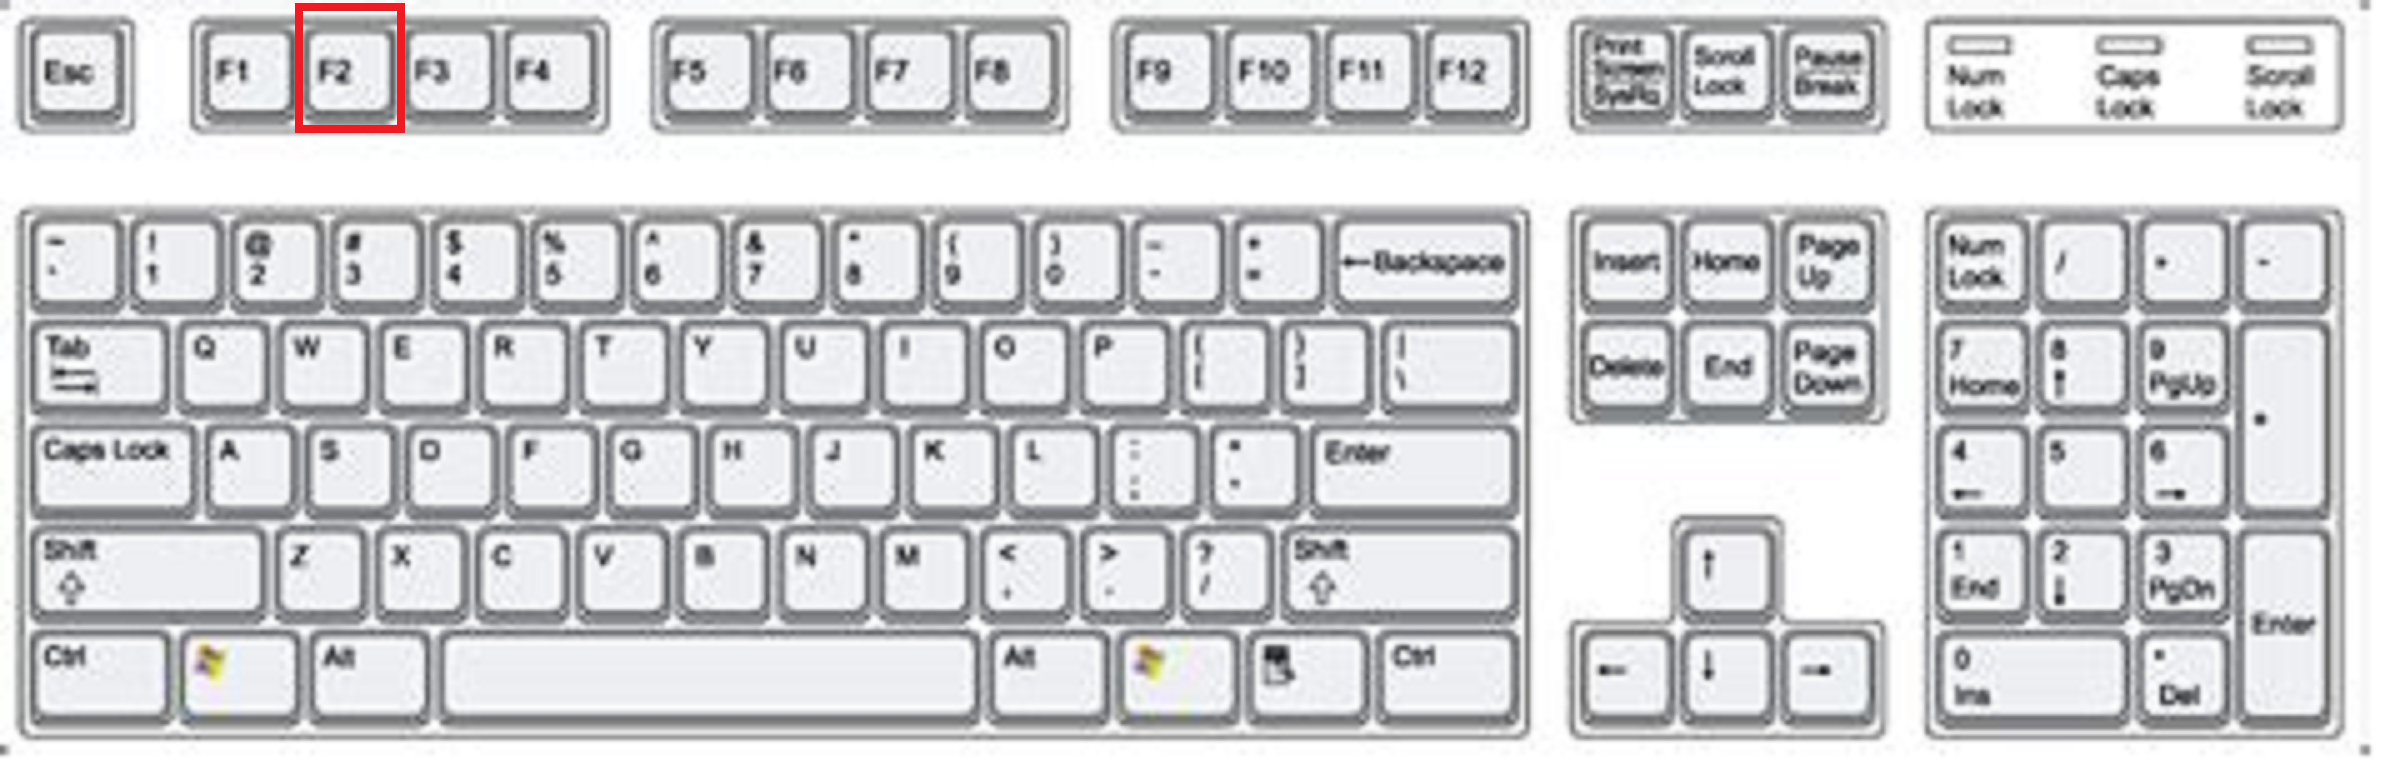 Esc F1 F2 F3 F4 F5 F6 F7 F8 F9 F10 F11 F12
Print
Screen
SysRq
Scroll
Lock
Pause
Break
Num
Lock
Caps
Lock
Scroll
Lock
! @ # $ % ^ & ( )
1 2 3 4 5 6 7 8 9 0 - =
←Backspace
Insert Home
Page
Up
Num
Lock
/ -
Tab Q W E R T Y U I O P
[ ] \
Delete End
Page
Down
7
Home
8
↑
9
PgUp
Caps Lock A S D F G H J K L : ;
Enter
4
←
5
6
→
Shift Z X C V B N M < > ?
, . /
Shift
↑
1
End
2
↓
3
PgDn
Enter
Ctrl Alt Alt Ctrl
← ↓ →
0
Ins
Del